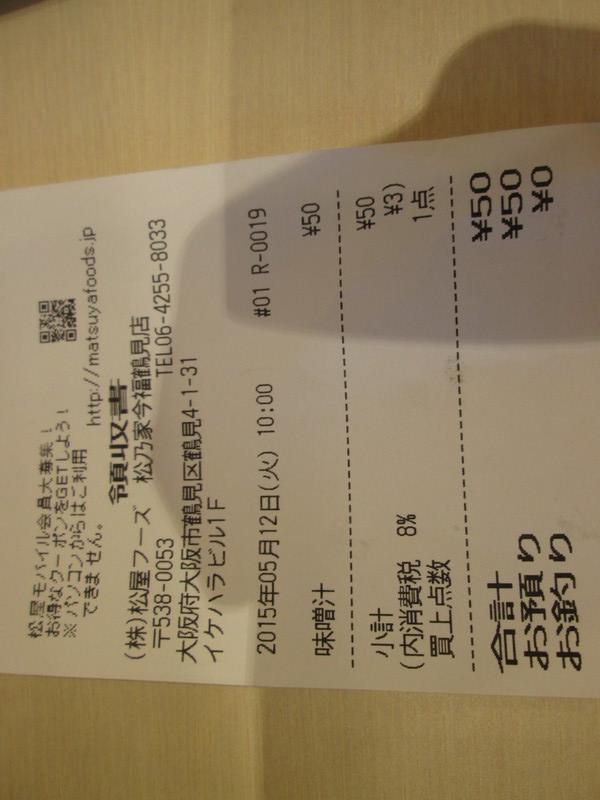 松屋モバイル会員大募集!
お得なクーポンをGETしよう!
※パソコンからはご利用
できません。
http://matsuyafoods.jp
領収書
(株)松屋フーズ 松乃家今福鶴見店
〒538-0053 TEL06-4255-8033
大阪府大阪市鶴見区鶴見4-1-31
イケハラビル1F
2015年05月12日(火) 10:00 #01 R-0019
味噌汁 ¥50
小計 ¥50
(内消費税 8% ¥3)
買上点数 1点
合計 ¥50
お預り ¥50
お釣り ¥0